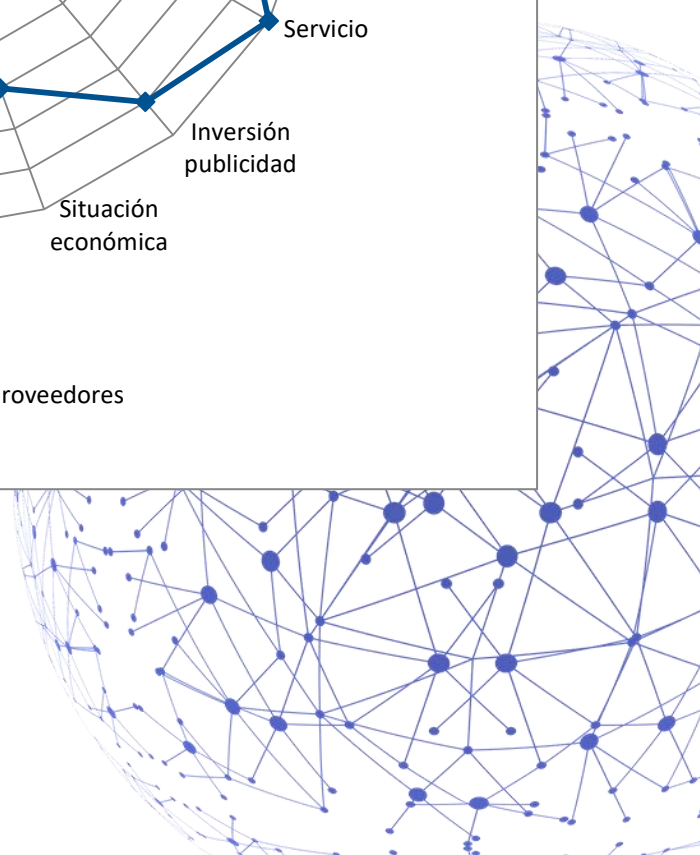 Servicio
Inversión
publicidad
Situación
económica
roveedores